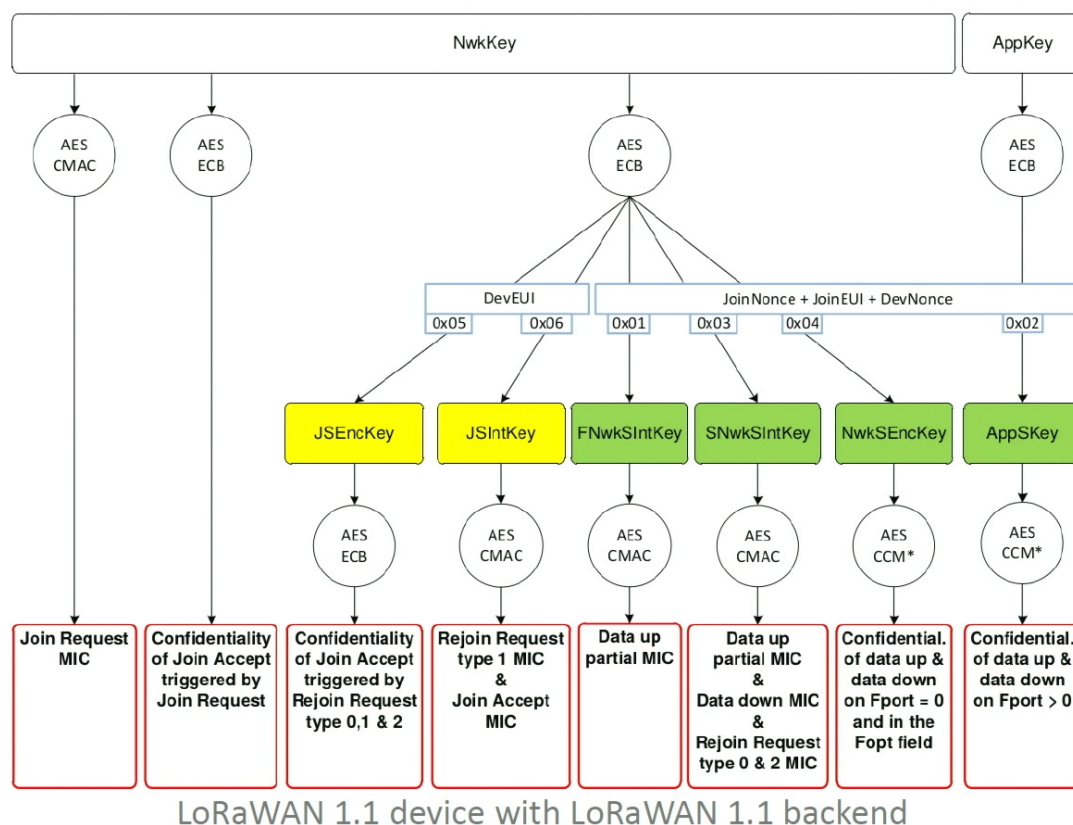 NwkKey
AppKey
AES
CMAC
AES
ECB
AES
ECB
AES
ECB
DevEUI
JoinNonce + JoinEUI + DevNonce
0x05
0x06
0x01
0x03
0x04
0x02
JSEncKey
JSIntKey
FNwkSIntKey
SNwkSIntKey
NwkSEncKey
AppSKey
AES
ECB
AES
CMAC
AES
CMAC
AES
CMAC
AES
CCM*
AES
CCM*
Join Request
MIC
Confidentiality
of Join Accept
triggered by
Join Request
Confidentiality
of Join Accept
triggered by
Rejoin Request
type 0,1 & 2
Rejoin Request
type 1 MIC
&
Join Accept
MIC
Data up
partial MIC
Data up
partial MIC
&
Data down MIC
&
Rejoin Request
type 0 & 2 MIC
Confidential.
of data up &
data down
on Fport = 0
and in the
Fopt field
Confidential.
of data up &
data down
on Fport > 0
LoRaWAN 1.1 device with LoRaWAN 1.1 backend